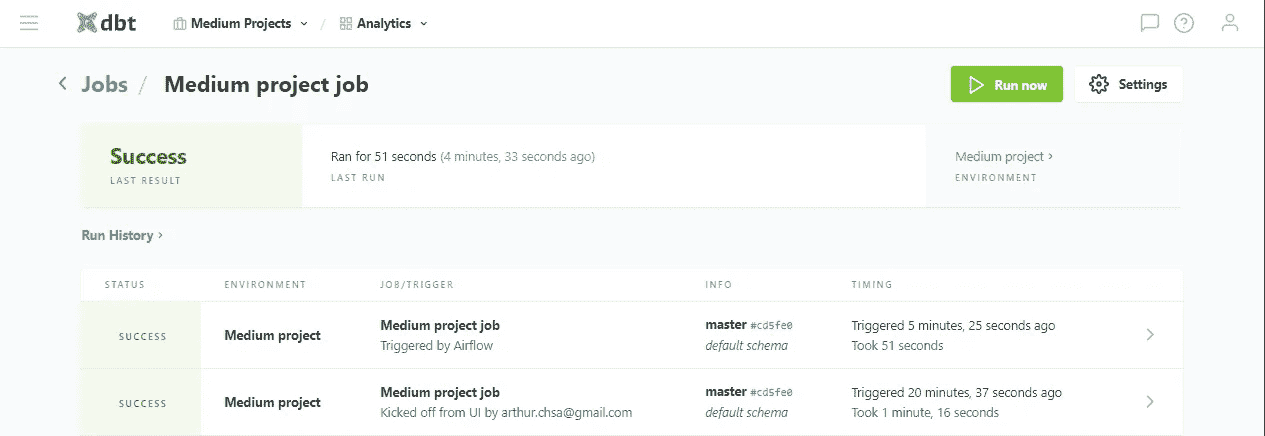 dbt Medium Projects / Analytics
Jobs / Medium project job Run now Settings
Success
LAST RESULT
Ran for 51 seconds (4 minutes, 33 seconds ago)
LAST RUN
Medium project >
ENVIRONMENT
Run History >
STATUS ENVIRONMENT JOB/TRIGGER INFO TIMING
SUCCESS Medium project
Medium project job
Triggered by Airflow
master #cd5fe0
default schema
Triggered 5 minutes, 25 seconds ago
Took 51 seconds
SUCCESS Medium project
Medium project job
Kicked off from UI by arthur.chsa@gmail.com
master #cd5fe0
default schema
Triggered 20 minutes, 37 seconds ago
Took 1 minute, 16 seconds